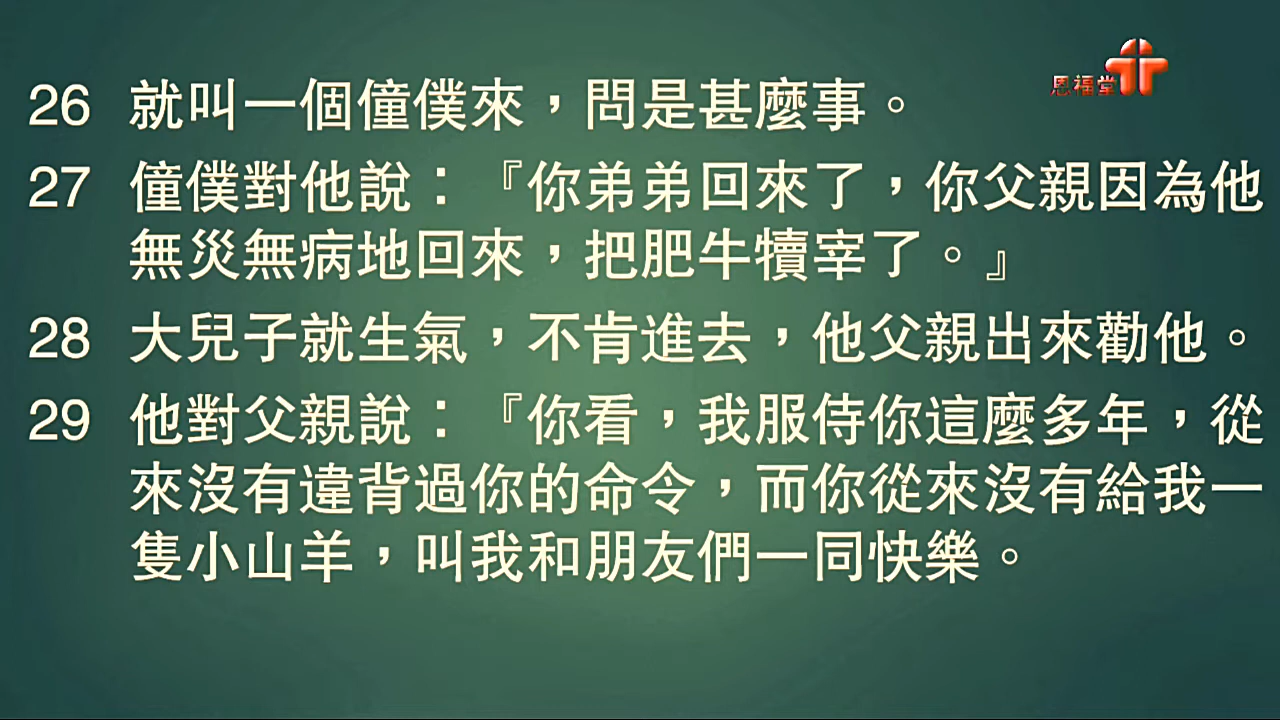 恩福堂
26 就叫一個僮僕來，問是甚麼事。
27 僮僕對他說：『你弟弟回來了，你父親因為他
無災無病地回來，把肥牛犢宰了。』
28 大兒子就生氣，不肯進去，他父親出來勸他。
29 他對父親說：『你看，我服侍你這麼多年，從
來沒有違背過你的命令，而你從來沒有給我一
隻小山羊，叫我和朋友們一同快樂。